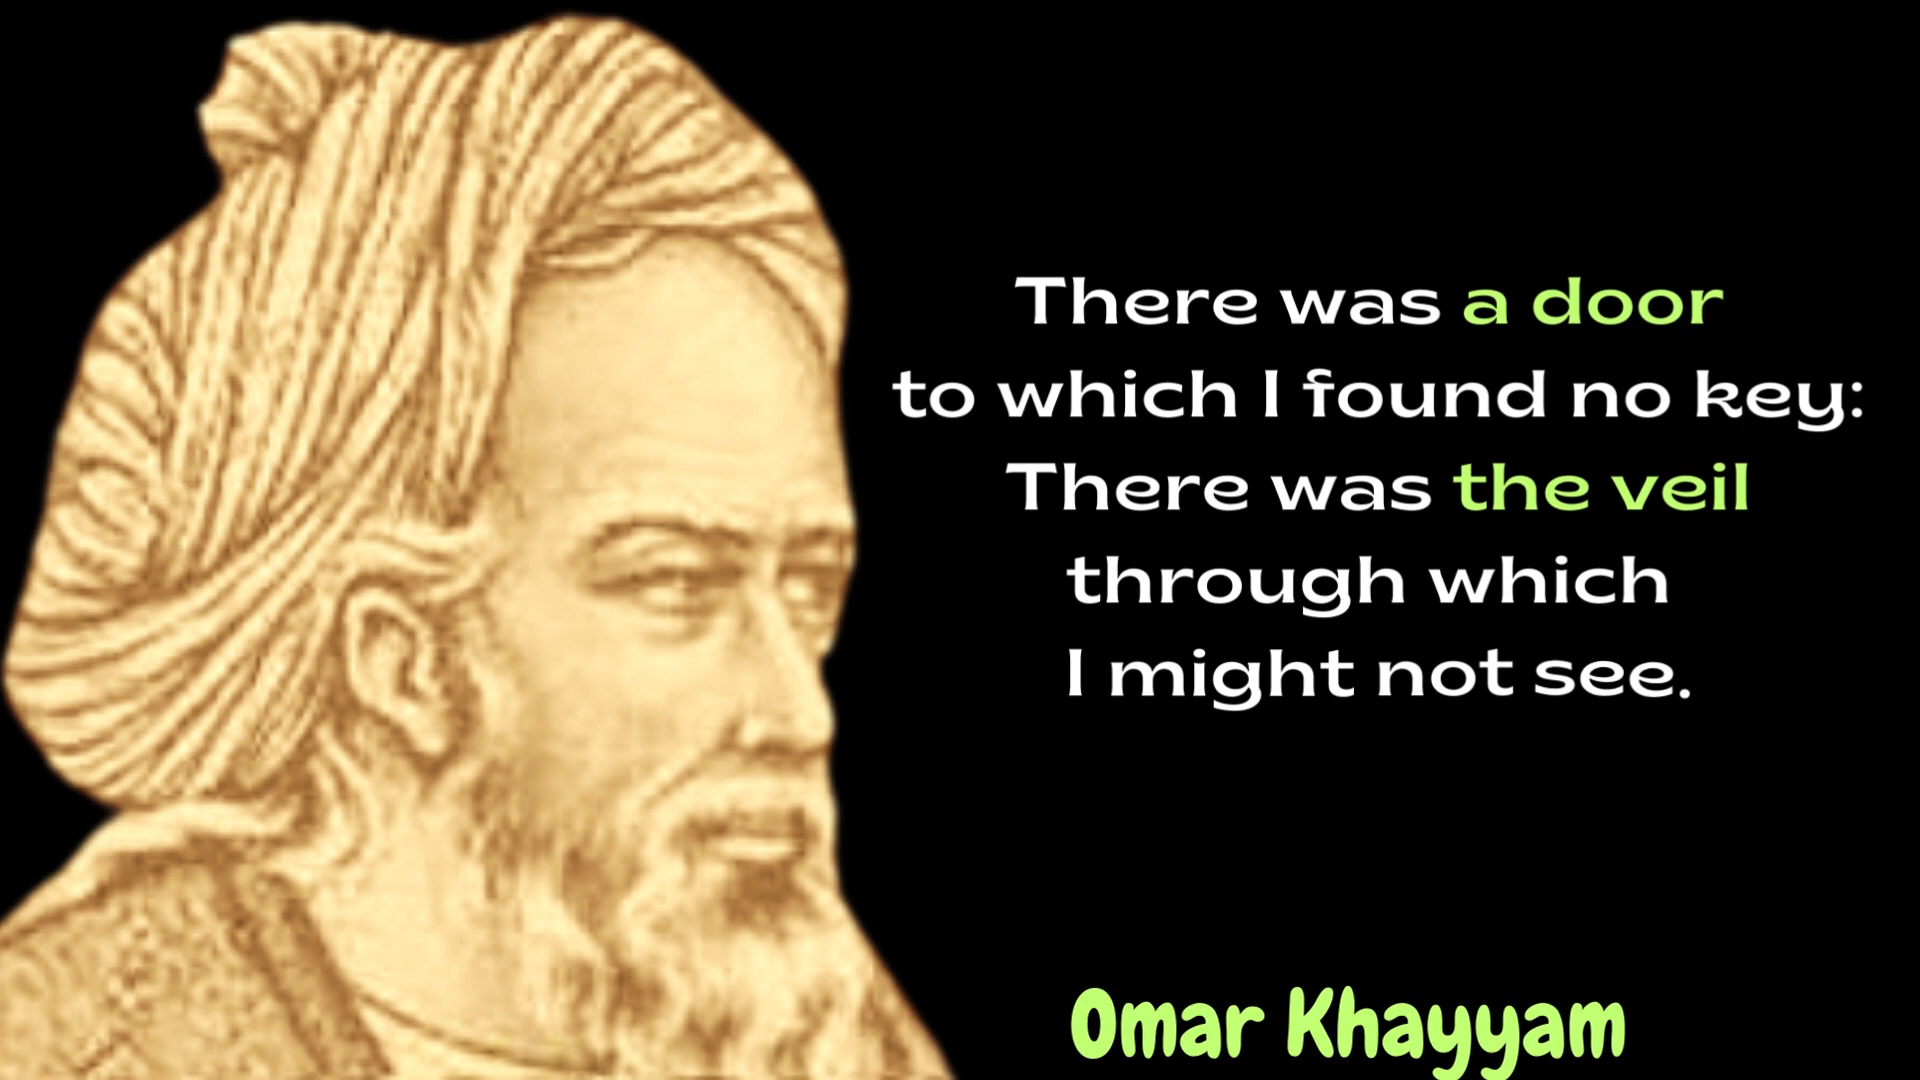 There was a door
to which I found no key:
There was the veil
through which
I might not see.
Omar Khayyam